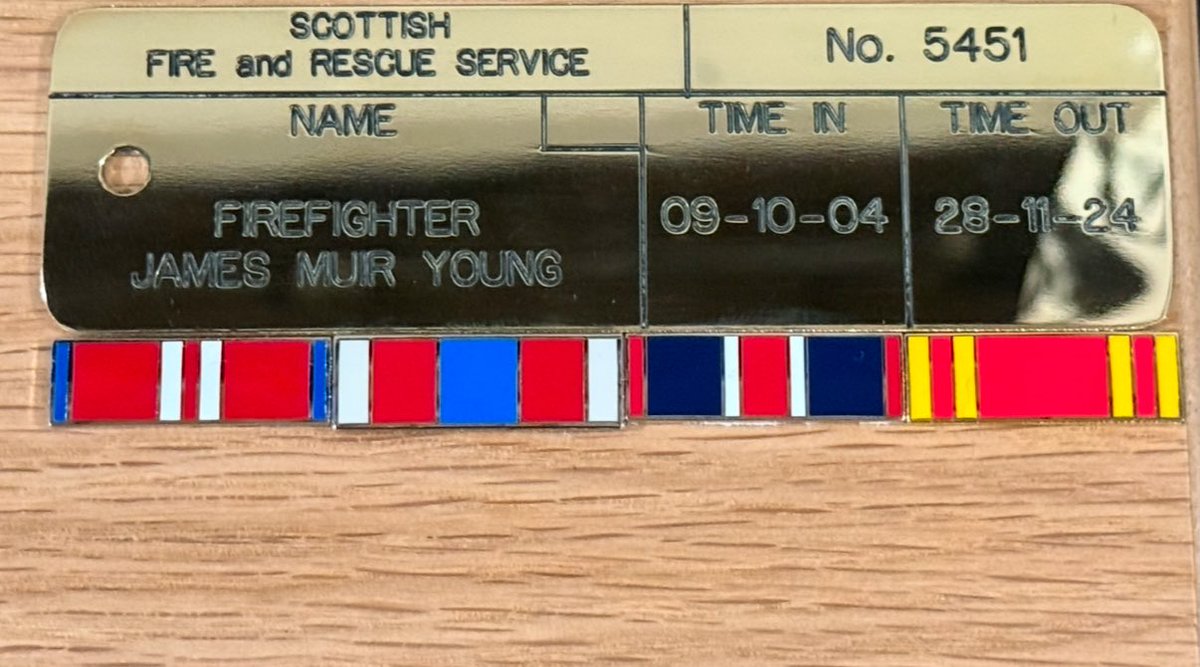 SCOTTISH
FIRE and RESCUE SERVICE
No. 5451
NAME
TIME IN
TIME OUT
FIREFIGHTER
JAMES MUIR YOUNG
09-10-04
28-11-24